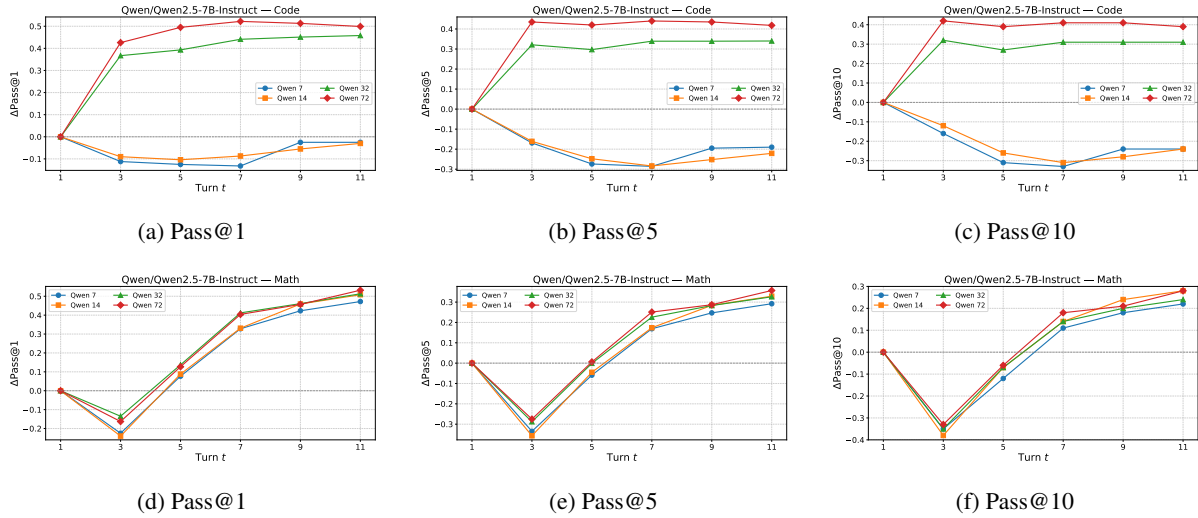 Qwen/Qwen2.5-7B-Instruct — Code
ΔPass@1
0.5
0.4
0.3
0.2
0.1
0.0
−0.1
Qwen 7
Qwen 14
Qwen 32
Qwen 72
1 3 5 7 9 11
Turn t
(a) Pass@1
Qwen/Qwen2.5-7B-Instruct — Code
ΔPass@5
0.4
0.3
0.2
0.1
0.0
−0.1
−0.2
−0.3
Qwen 7
Qwen 14
Qwen 32
Qwen 72
1 3 5 7 9 11
Turn t
(b) Pass@5
Qwen/Qwen2.5-7B-Instruct — Code
ΔPass@10
0.4
0.3
0.2
0.1
0.0
−0.1
−0.2
−0.3
Qwen 7
Qwen 14
Qwen 32
Qwen 72
1 3 5 7 9 11
Turn t
(c) Pass@10
Qwen/Qwen2.5-7B-Instruct — Math
ΔPass@1
0.5
0.4
0.3
0.2
0.1
0.0
−0.1
−0.2
Qwen 7
Qwen 14
Qwen 32
Qwen 72
1 3 5 7 9 11
Turn t
(d) Pass@1
Qwen/Qwen2.5-7B-Instruct — Math
ΔPass@5
0.3
0.2
0.1
0.0
−0.1
−0.2
−0.3
Qwen 7
Qwen 14
Qwen 32
Qwen 72
1 3 5 7 9 11
Turn t
(e) Pass@5
Qwen/Qwen2.5-7B-Instruct — Math
ΔPass@10
0.3
0.2
0.1
0.0
−0.1
−0.2
−0.3
−0.4
Qwen 7
Qwen 14
Qwen 32
Qwen 72
1 3 5 7 9 11
Turn t
(f) Pass@10